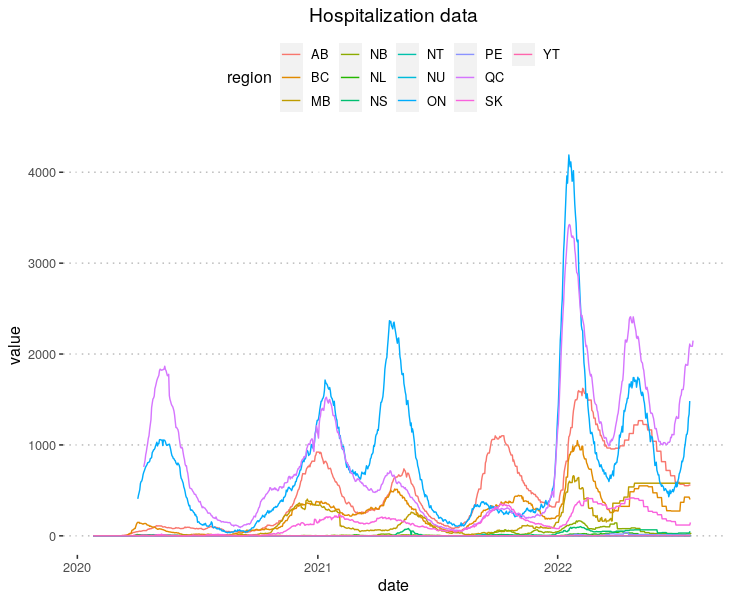 Hospitalization data
region
AB NB NT PE YT
BC NL NU QC
MB NS ON SK
value
4000
3000
2000
1000
0
2020 2021 2022
date